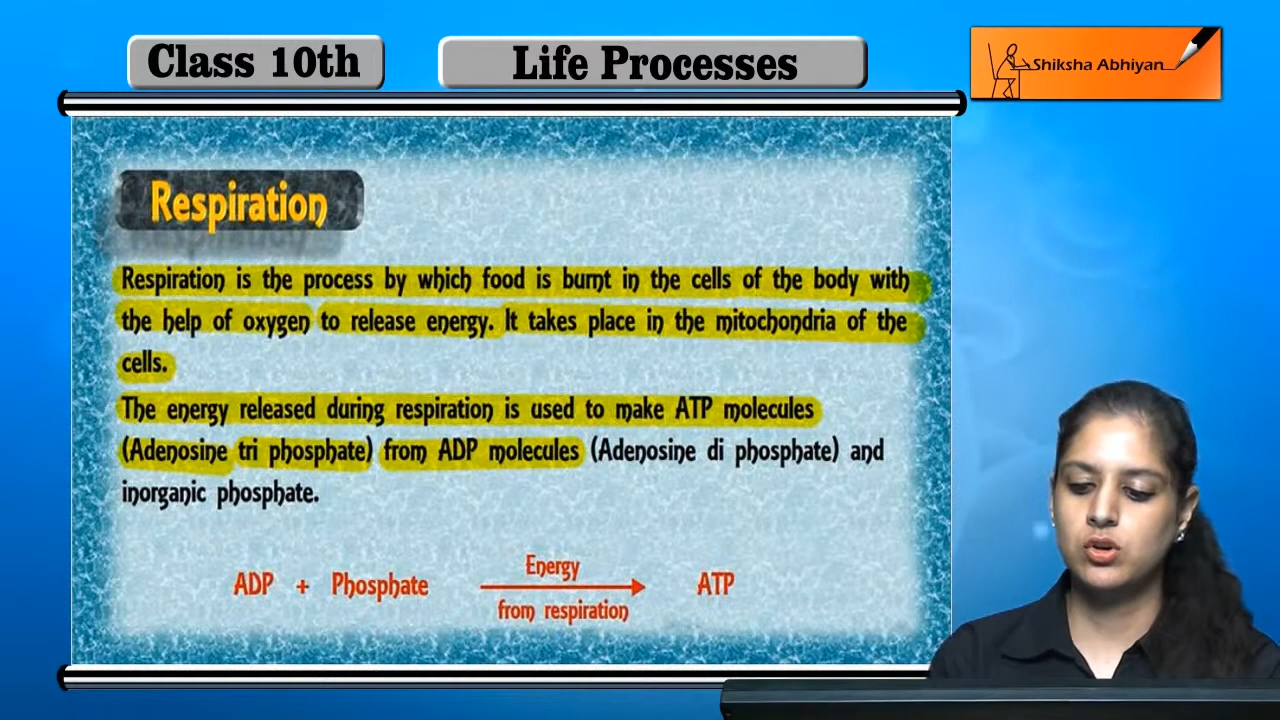 Class 10th
Life Processes
Shiksha Abhiyan
Respiration
Respiration is the process by which food is burnt in the cells of the body with
the help of oxygen to release energy. It takes place in the mitochondria of the
cells.
The energy released during respiration is used to make ATP molecules
(Adenosine tri phosphate) from ADP molecules (Adenosine di phosphate) and
inorganic phosphate.
Energy
ADP + Phosphate ATP
from respiration